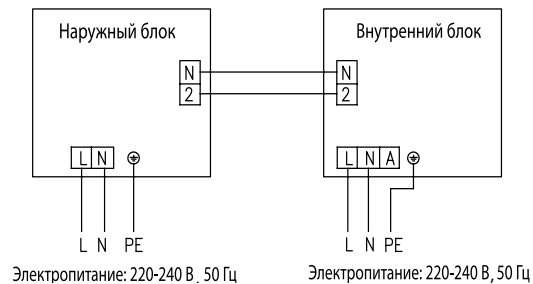 Наружный блок
Внутренний блок
N
2
N
2
L N
L N A
L N PE
L N PE
Электропитание: 220-240 В, 50 Гц
Электропитание: 220-240 В, 50 Гц